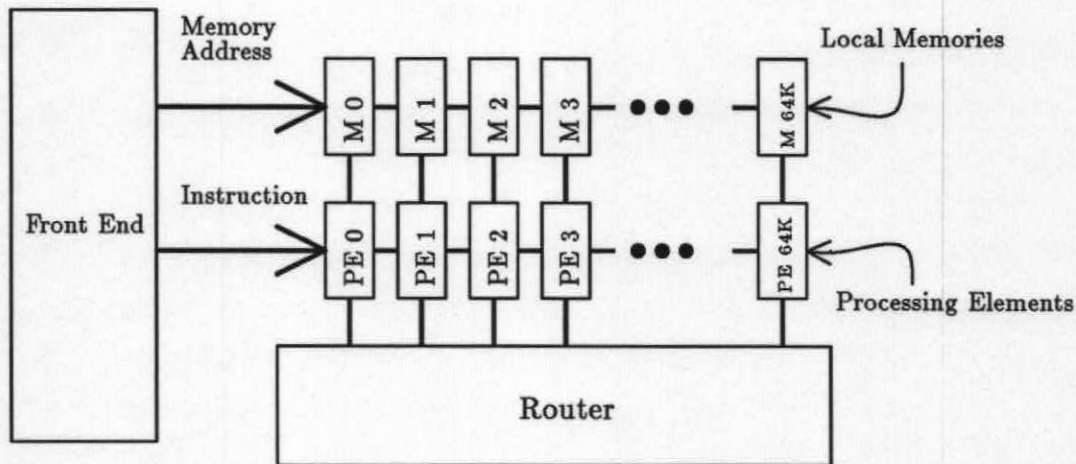 Memory
Address
Local Memories
M 0
M 1
M 2
M 3
M 64K
Instruction
Front End
PE 0
PE 1
PE 2
PE 3
PE 64K
Processing Elements
Router